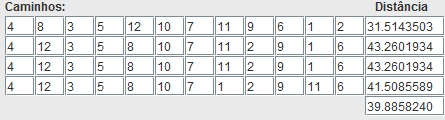 Caminhos: Distância
4 8 3 5 12 10 7 11 9 6 1 2 31.5143503
4 12 3 5 8 10 7 11 2 9 1 6 43.2601934
4 12 3 5 8 10 7 11 2 9 1 6 43.2601934
4 12 3 5 8 10 7 1 2 9 11 6 41.5085589
39.8858240